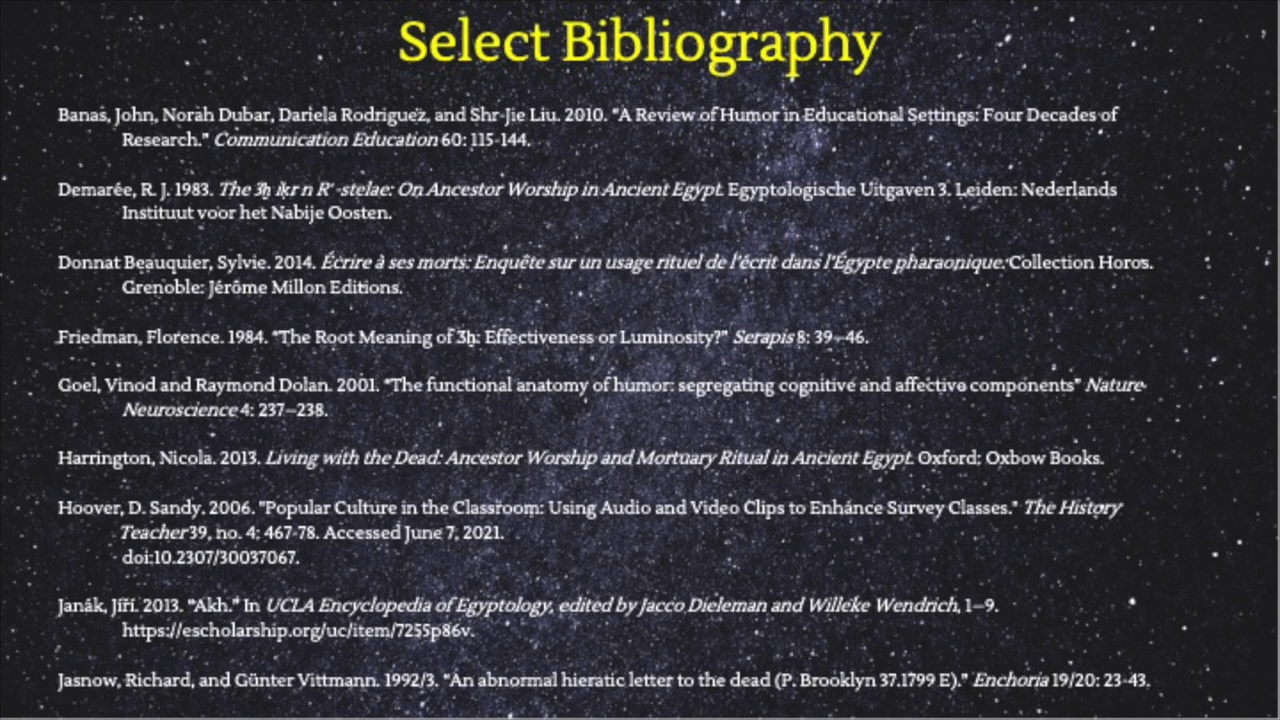 Select Bibliography
Banas, John, Norah Dubar, Dariela Rodriguez, and Shr-Jie Liu. 2010. "A Review of Humor in Educational Settings: Four Decades of
Research." Communication Education 60: 115-144.
Demarée, R. J. 1983. The ꜣḫ ỉḳr n Rꜥ-stelae: On Ancestor Worship in Ancient Egypt. Egyptologische Uitgaven 3. Leiden: Nederlands
Instituut voor het Nabije Oosten.
Donnat Beauquier, Sylvie. 2014. Écrire à ses morts: Enquête sur un usage rituel de l'écrit dans l'Égypte pharaonique. Collection Horos.
Grenoble: Jérôme Millon Editions.
Friedman, Florence. 1984. "The Root Meaning of ꜣḫ: Effectiveness or Luminosity?" Serapis 8: 39–46.
Goel, Vinod and Raymond Dolan. 2001. "The functional anatomy of humor: segregating cognitive and affective components" Nature
Neuroscience 4: 237–238.
Harrington, Nicola. 2013. Living with the Dead: Ancestor Worship and Mortuary Ritual in Ancient Egypt. Oxford: Oxbow Books.
Hoover, D. Sandy. 2006. "Popular Culture in the Classroom: Using Audio and Video Clips to Enhance Survey Classes." The History
Teacher 39, no. 4: 467-78. Accessed June 7, 2021.
doi:10.2307/30037067.
Janák, Jíří. 2013. "Akh." In UCLA Encyclopedia of Egyptology, edited by Jacco Dieleman and Willeke Wendrich, 1–9.
https://escholarship.org/uc/item/7255p86v.
Jasnow, Richard, and Günter Vittmann. 1992/3. "An abnormal hieratic letter to the dead (P. Brooklyn 37.1799 E)." Enchoria 19/20: 23-43.